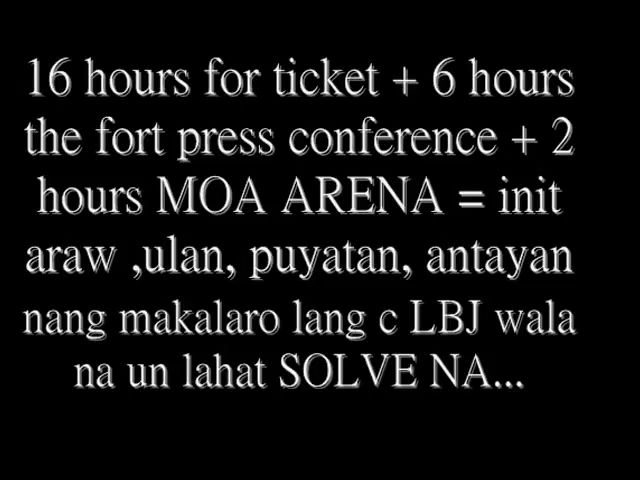 16 hours for ticket + 6 hours
the fort press conference + 2
hours MOA ARENA = init
araw ,ulan, puyatan, antayan
nang makalaro lang c LBJ wala
na un lahat SOLVE NA...